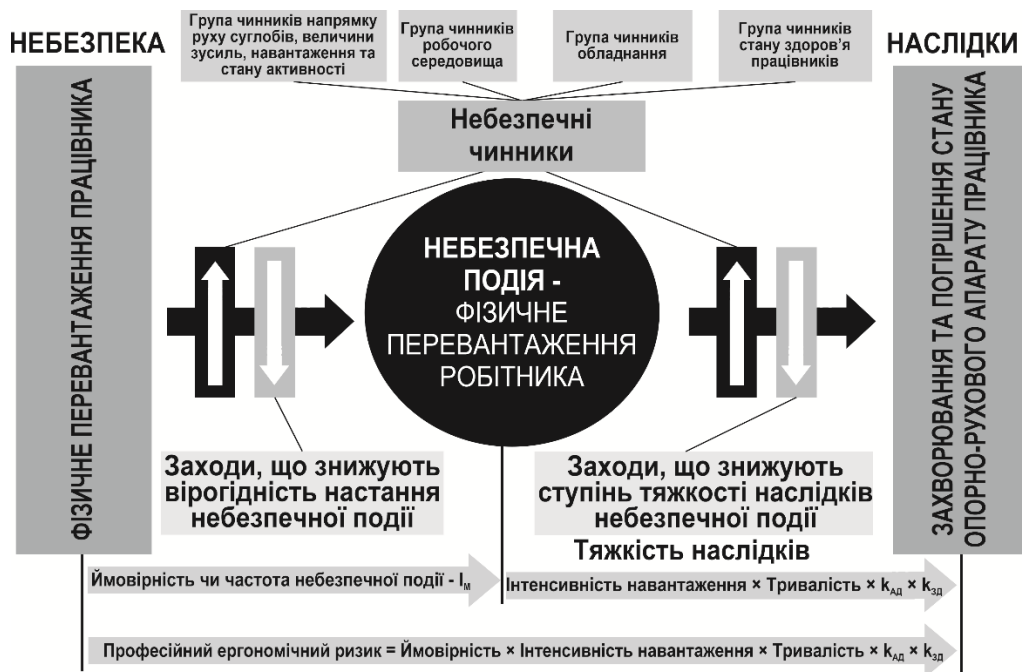 НЕБЕЗПЕКА
Група чинників напрямку
руху суглобів, величини
зусиль, навантаження та
стану активності
Група чинників
робочого
середовища
Група чинників
обладнання
Група чинників
стану здоров’я
працівників
НАСЛІДКИ
Небезпечні
чинники
ФІЗИЧНЕ ПЕРЕВАНТАЖЕННЯ ПРАЦІВНИКА
НЕБЕЗПЕЧНА
ПОДІЯ -
ФІЗИЧНЕ
ПЕРЕВАНТАЖЕННЯ
РОБІТНИКА
ЗАХВОРЮВАННЯ ТА ПОГІРШЕННЯ СТАНУ
ОПОРНО-РУХОВОГО АПАРАТУ ПРАЦІВНИКА
Заходи, що знижують
вірогідність настання
небезпечної події
Заходи, що знижують
ступінь тяжкості наслідків
небезпечної події
Тяжкість наслідків
Ймовірність чи частота небезпечної події - Iм
Інтенсивність навантаження × Тривалість × kАД × kЗД
Професійний ергономічний ризик = Ймовірність × Інтенсивність навантаження × Тривалість × kАД × kЗД